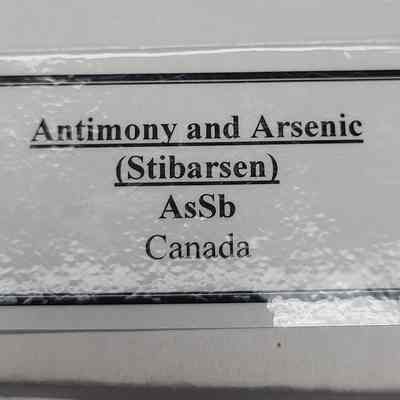 Antimony and Arsenic
(Stibarsen)
AsSb
Canada